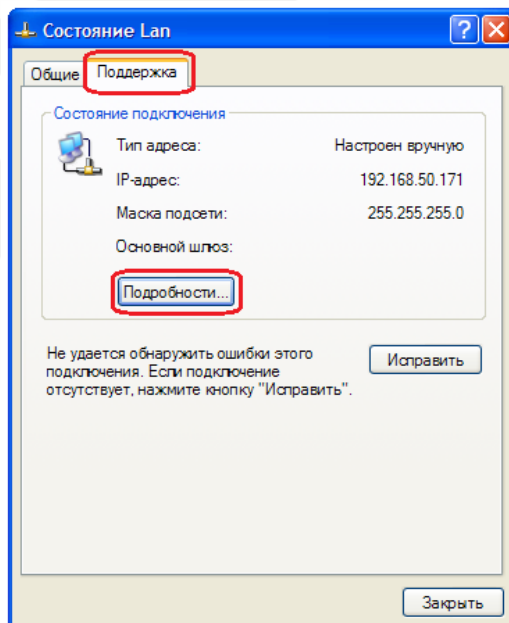 Состояние Lan
Общие Поддержка
Состояние подключения
Тип адреса: Настроен вручную
IP-адрес: 192.168.50.171
Маска подсети: 255.255.255.0
Основной шлюз:
Подробности...
Не удается обнаружить ошибки этого
подключения. Если подключение
отсутствует, нажмите кнопку "Исправить".
Исправить
Закрыть